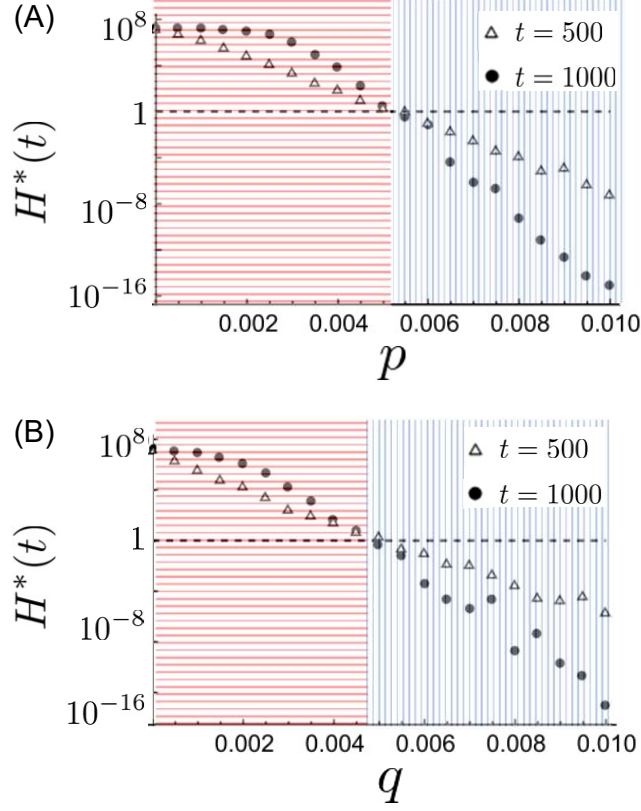 (A)
10^8
1
10^-8
10^-16
H*(t)
△ t = 500
● t = 1000
0.002 0.004 0.006 0.008 0.010
p
(B)
10^8
1
10^-8
10^-16
H*(t)
△ t = 500
● t = 1000
0.002 0.004 0.006 0.008 0.010
q